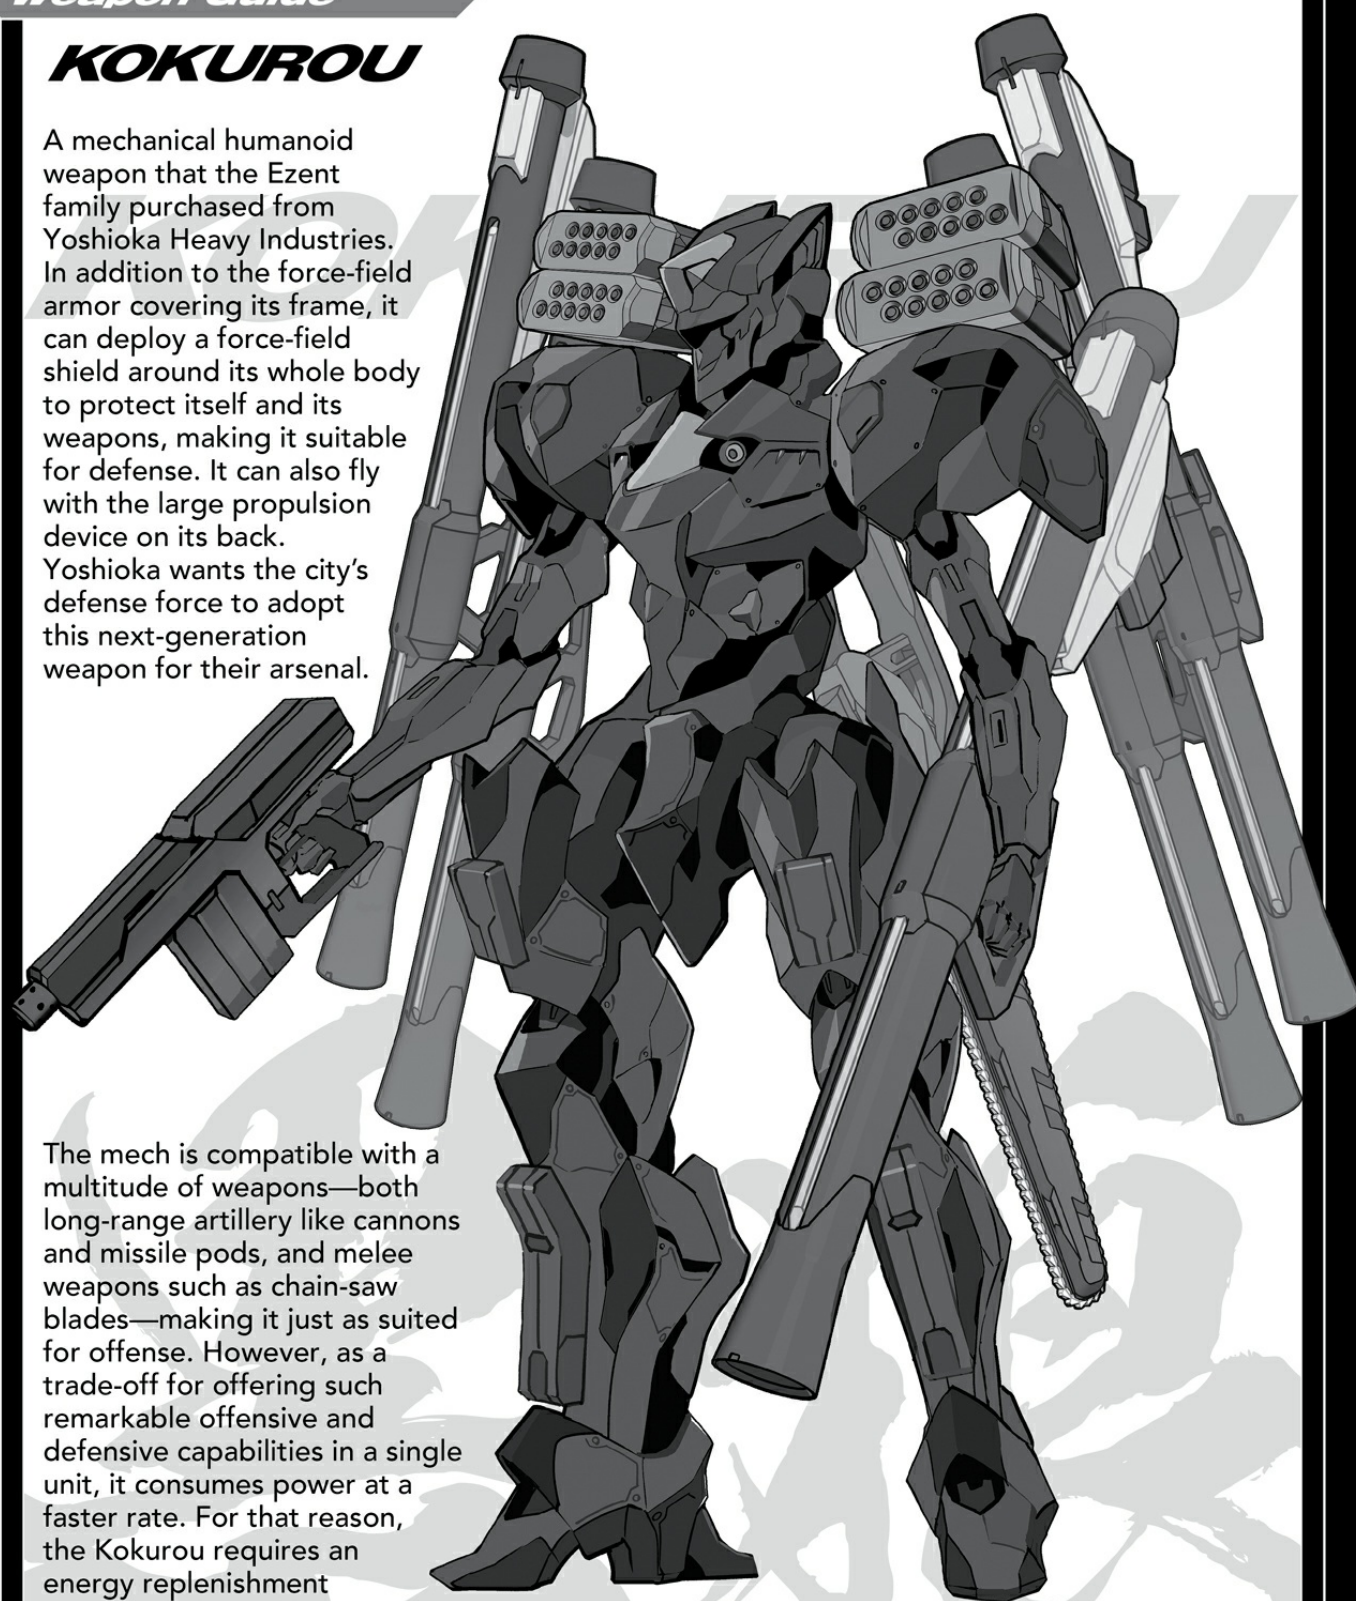 Weapon Guide
KOKUROU
A mechanical humanoid
weapon that the Ezent
family purchased from
Yoshioka Heavy Industries.
In addition to the force-field
armor covering its frame, it
can deploy a force-field
shield around its whole body
to protect itself and its
weapons, making it suitable
for defense. It can also fly
with the large propulsion
device on its back.
Yoshioka wants the city’s
defense force to adopt
this next-generation
weapon for their arsenal.
The mech is compatible with a
multitude of weapons—both
long-range artillery like cannons
and missile pods, and melee
weapons such as chain-saw
blades—making it just as suited
for offense. However, as a
trade-off for offering such
remarkable offensive and
defensive capabilities in a single
unit, it consumes power at a
faster rate. For that reason,
the Kokurou requires an
energy replenishment